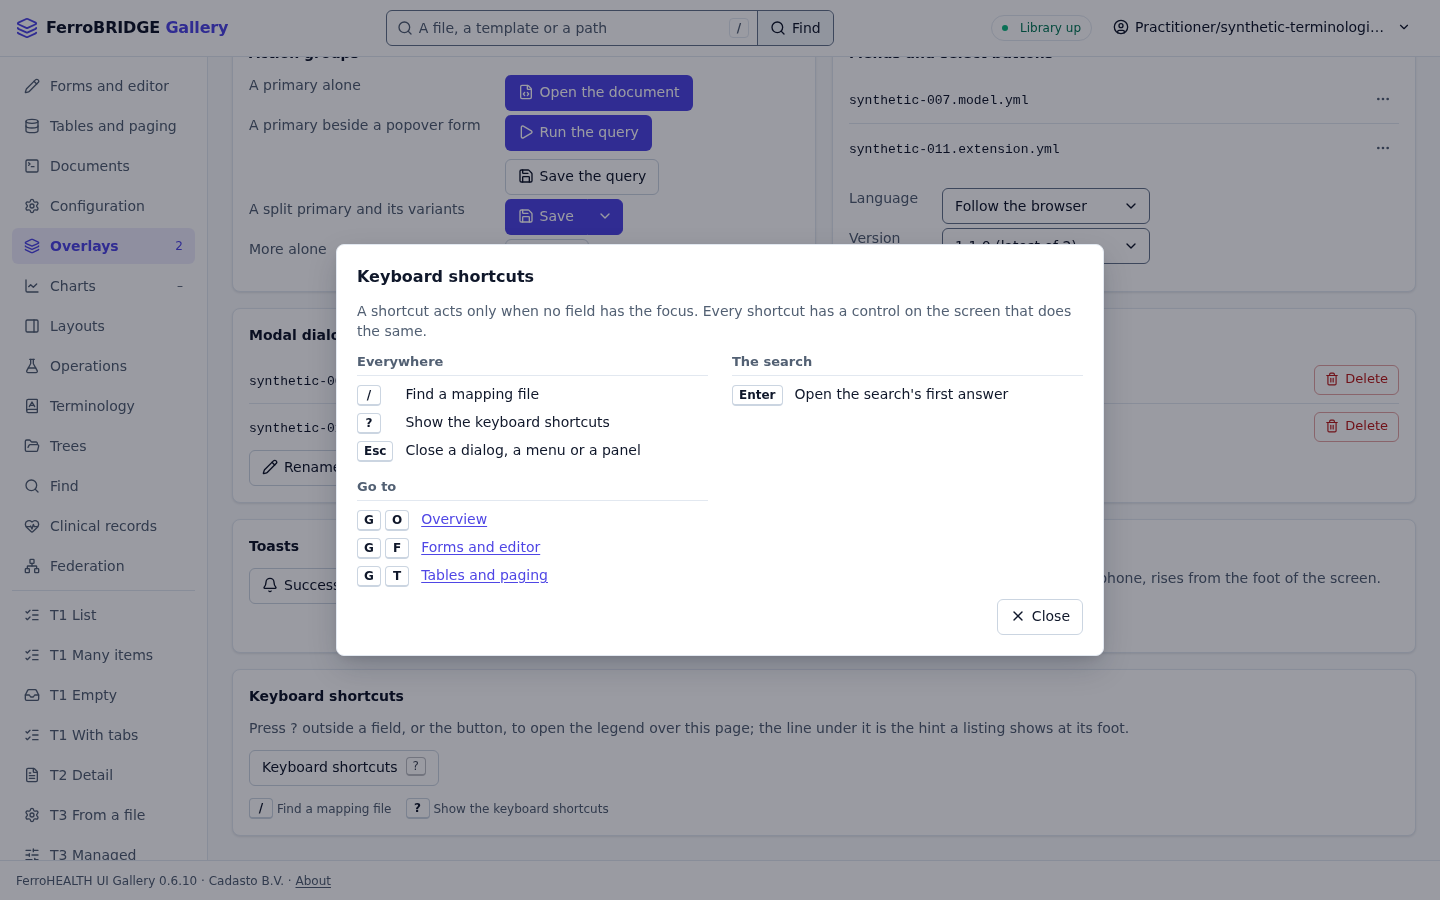 FerroBRIDGE Gallery
A file, a template or a path
/
Find
Library up
Practitioner/synthetic-terminologi…
Forms and editor
Tables and paging
Documents
Configuration
Overlays 2
Charts –
Layouts
Operations
Terminology
Trees
Find
Clinical records
Federation
T1 List
T1 Many items
T1 Empty
T1 With tabs
T2 Detail
T3 From a file
T3 Managed
A primary alone
Open the document
A primary beside a popover form
Run the query
Save the query
A split primary and its variants
Save
More alone
synthetic-007.model.yml
synthetic-011.extension.yml
Language
Follow the browser
Version
Modal
Delete
Delete
Rename
Toasts
phone, rises from the foot of the screen.
Keyboard shortcuts
A shortcut acts only when no field has the focus. Every shortcut has a control on the screen that does
the same.
Everywhere
/ Find a mapping file
? Show the keyboard shortcuts
Esc Close a dialog, a menu or a panel
The search
Enter Open the search's first answer
Go to
G O Overview
G F Forms and editor
G T Tables and paging
Close
Keyboard shortcuts
Press ? outside a field, or the button, to open the legend over this page; the line under it is the hint a listing shows at its foot.
Keyboard shortcuts ?
/ Find a mapping file ? Show the keyboard shortcuts
FerroHEALTH UI Gallery 0.6.10 · Cadasto B.V. · About